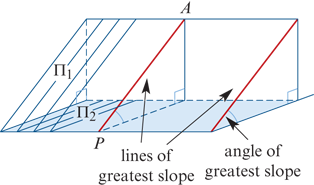 A
Π₁
Π₂
P
lines of
greatest slope
angle of
greatest slope